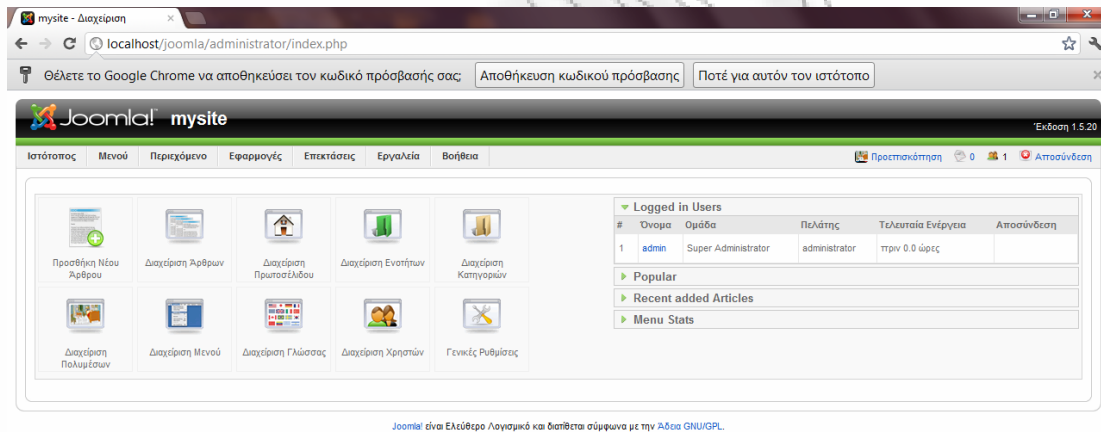 mysite - Διαχείριση
localhost/joomla/administrator/index.php
Θέλετε το Google Chrome να αποθηκεύσει τον κωδικό πρόσβασής σας; Αποθήκευση κωδικού πρόσβασης Ποτέ για αυτόν τον ιστότοπο
Joomla! mysite
Έκδοση 1.5.20
Ιστότοπος Μενού Περιεχόμενο Εφαρμογές Επεκτάσεις Εργαλεία Βοήθεια Προεπισκόπηση 0 1 Αποσύνδεση
Προσθήκη Νέου
Άρθρου
Διαχείριση Άρθρων
Διαχείριση
Πρωτοσέλιδου
Διαχείριση Ενοτήτων
Διαχείριση
Κατηγοριών
Διαχείριση
Πολυμέσων
Διαχείριση Μενού
Διαχείριση Γλώσσας
Διαχείριση Χρηστών
Γενικές Ρυθμίσεις
Logged in Users
# Όνομα Ομάδα Πελάτης Τελευταία Ενέργεια Αποσύνδεση
1 admin Super Administrator administrator πριν 0.0 ώρες
Popular
Recent added Articles
Menu Stats
Joomla! είναι Ελεύθερο Λογισμικό και διατίθεται σύμφωνα με την Άδεια GNU/GPL.